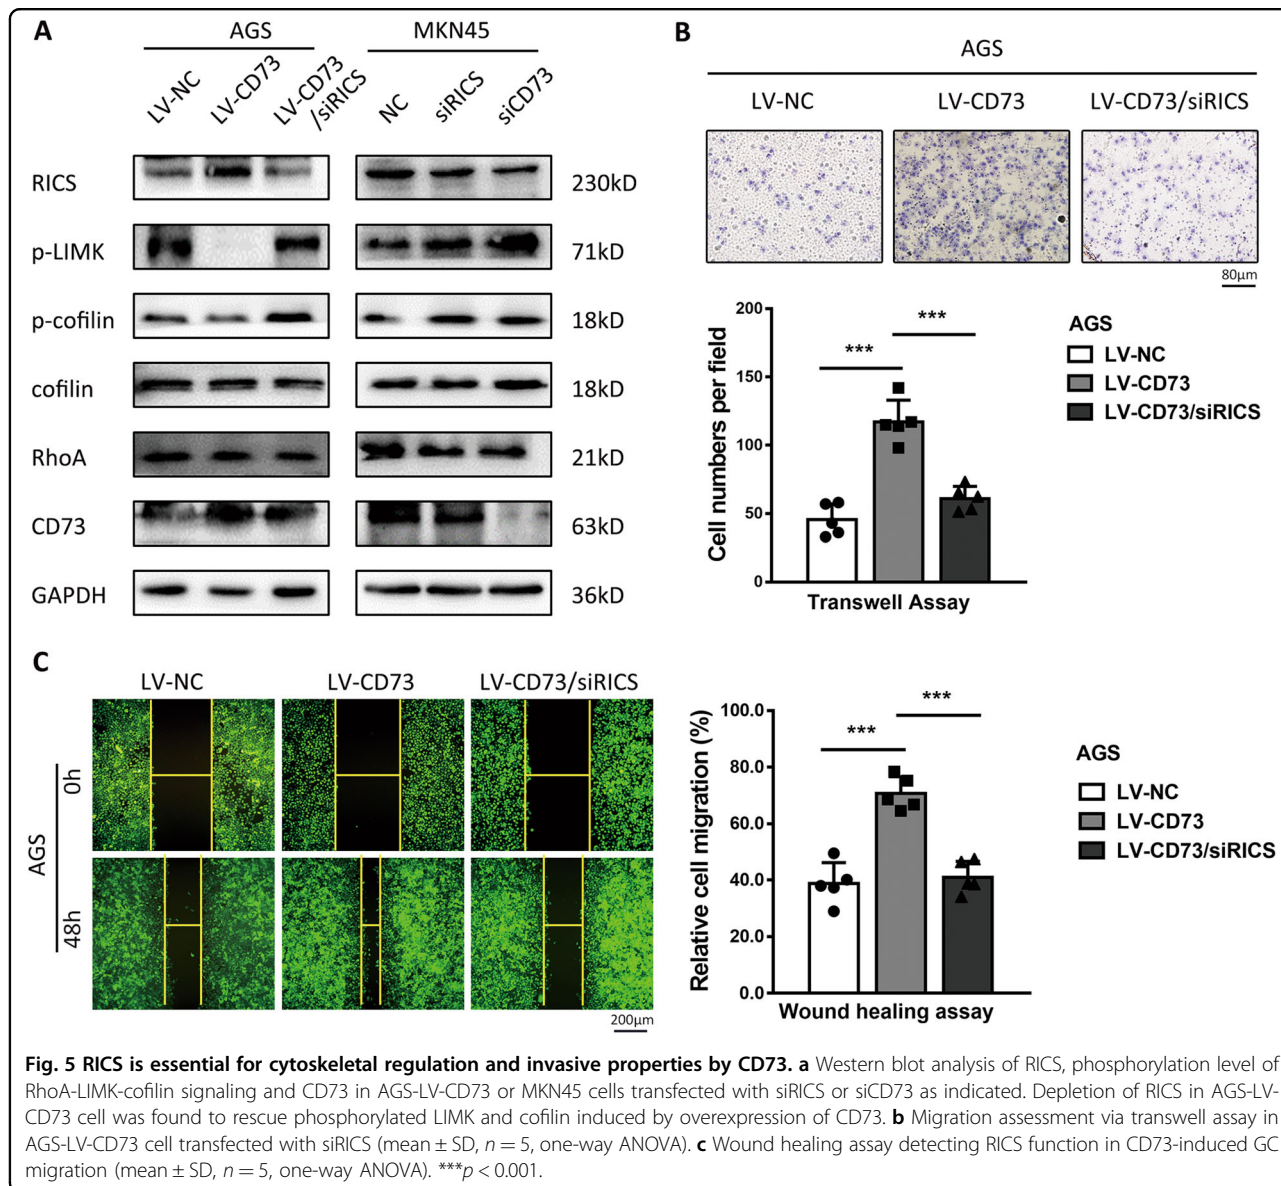 A
AGS
MKN45
LV-NC
LV-CD73
LV-CD73
/siRICS
NC
siRICS
siCD73
RICS
230kD
p-LIMK
71kD
p-cofilin
18kD
cofilin
18kD
RhoA
21kD
CD73
63kD
GAPDH
36kD
B
AGS
LV-NC
LV-CD73
LV-CD73/siRICS
80μm
Cell numbers per field
200
150
100
50
0
***
***
Transwell Assay
AGS
LV-NC
LV-CD73
LV-CD73/siRICS
C
LV-NC
LV-CD73
LV-CD73/siRICS
AGS
0h
48h
200μm
Relative cell migration (%)
100.0
80.0
60.0
40.0
20.0
0.0
***
***
Wound healing assay
AGS
LV-NC
LV-CD73
LV-CD73/siRICS
Fig. 5 RICS is essential for cytoskeletal regulation and invasive properties by CD73. a Western blot analysis of RICS, phosphorylation level of
RhoA-LIMK-cofilin signaling and CD73 in AGS-LV-CD73 or MKN45 cells transfected with siRICS or siCD73 as indicated. Depletion of RICS in AGS-LV-
CD73 cell was found to rescue phosphorylated LIMK and cofilin induced by overexpression of CD73. b Migration assessment via transwell assay in
AGS-LV-CD73 cell transfected with siRICS (mean ± SD, n = 5, one-way ANOVA). c Wound healing assay detecting RICS function in CD73-induced GC
migration (mean ± SD, n = 5, one-way ANOVA). ***p < 0.001.